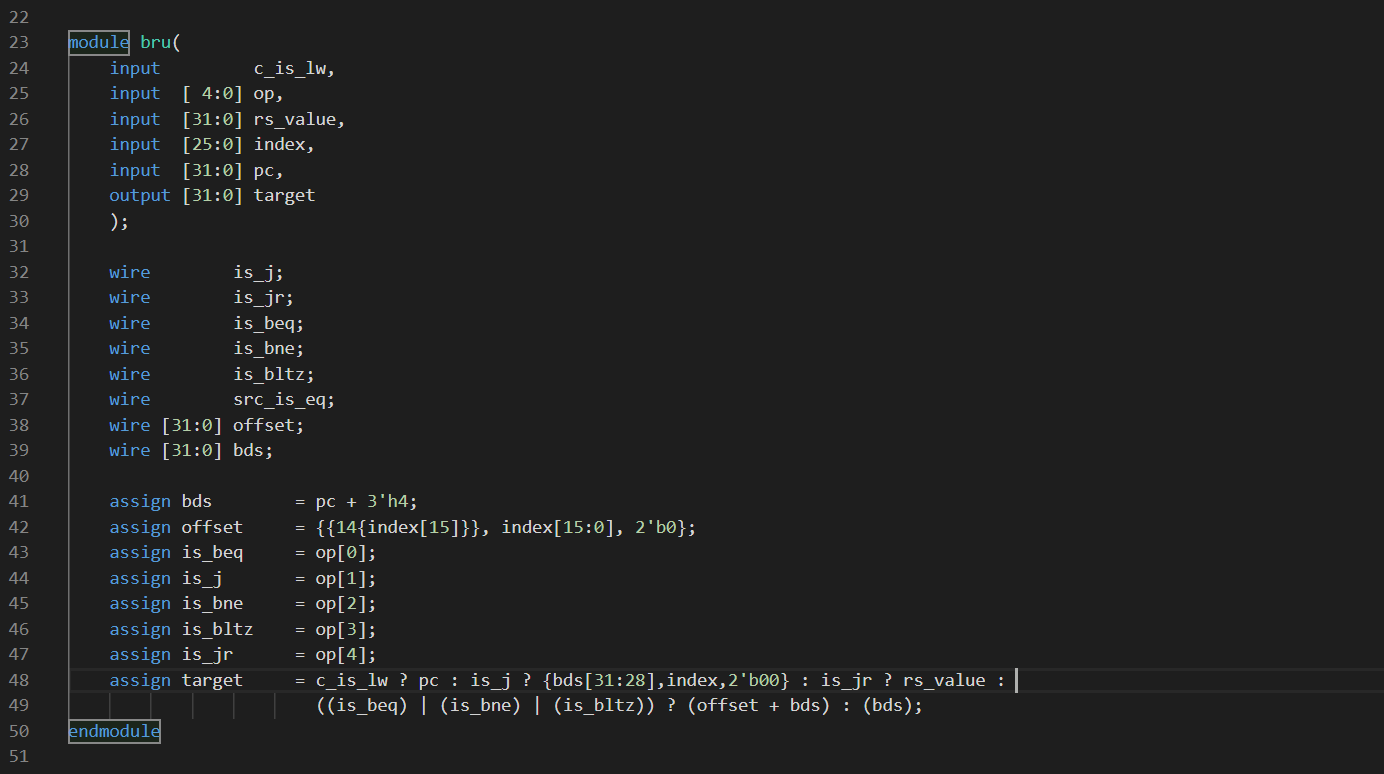 22
23 module bru(
24 input c_is_lw,
25 input [ 4:0] op,
26 input [31:0] rs_value,
27 input [25:0] index,
28 input [31:0] pc,
29 output [31:0] target
30 );
31
32 wire is_j;
33 wire is_jr;
34 wire is_beq;
35 wire is_bne;
36 wire is_bltz;
37 wire src_is_eq;
38 wire [31:0] offset;
39 wire [31:0] bds;
40
41 assign bds = pc + 3'h4;
42 assign offset = {{14{index[15]}}, index[15:0], 2'b0};
43 assign is_beq = op[0];
44 assign is_j = op[1];
45 assign is_bne = op[2];
46 assign is_bltz = op[3];
47 assign is_jr = op[4];
48 assign target = c_is_lw ? pc : is_j ? {bds[31:28],index,2'b00} : is_jr ? rs_value :
49 ((is_beq) | (is_bne) | (is_bltz)) ? (offset + bds) : (bds);
50 endmodule
51